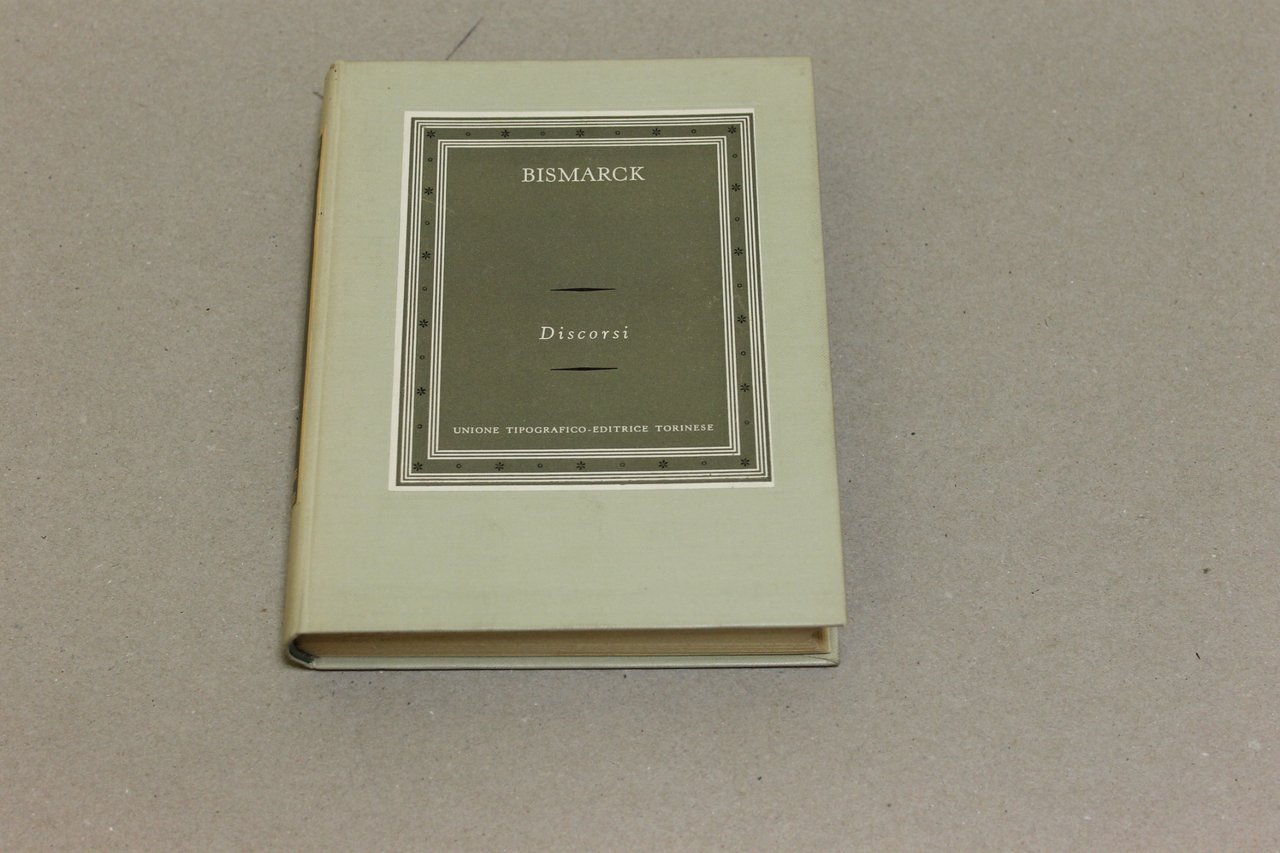 BISMARCK
Discorsi
UNIONE TIPOGRAFICO-EDITRICE TORINESE